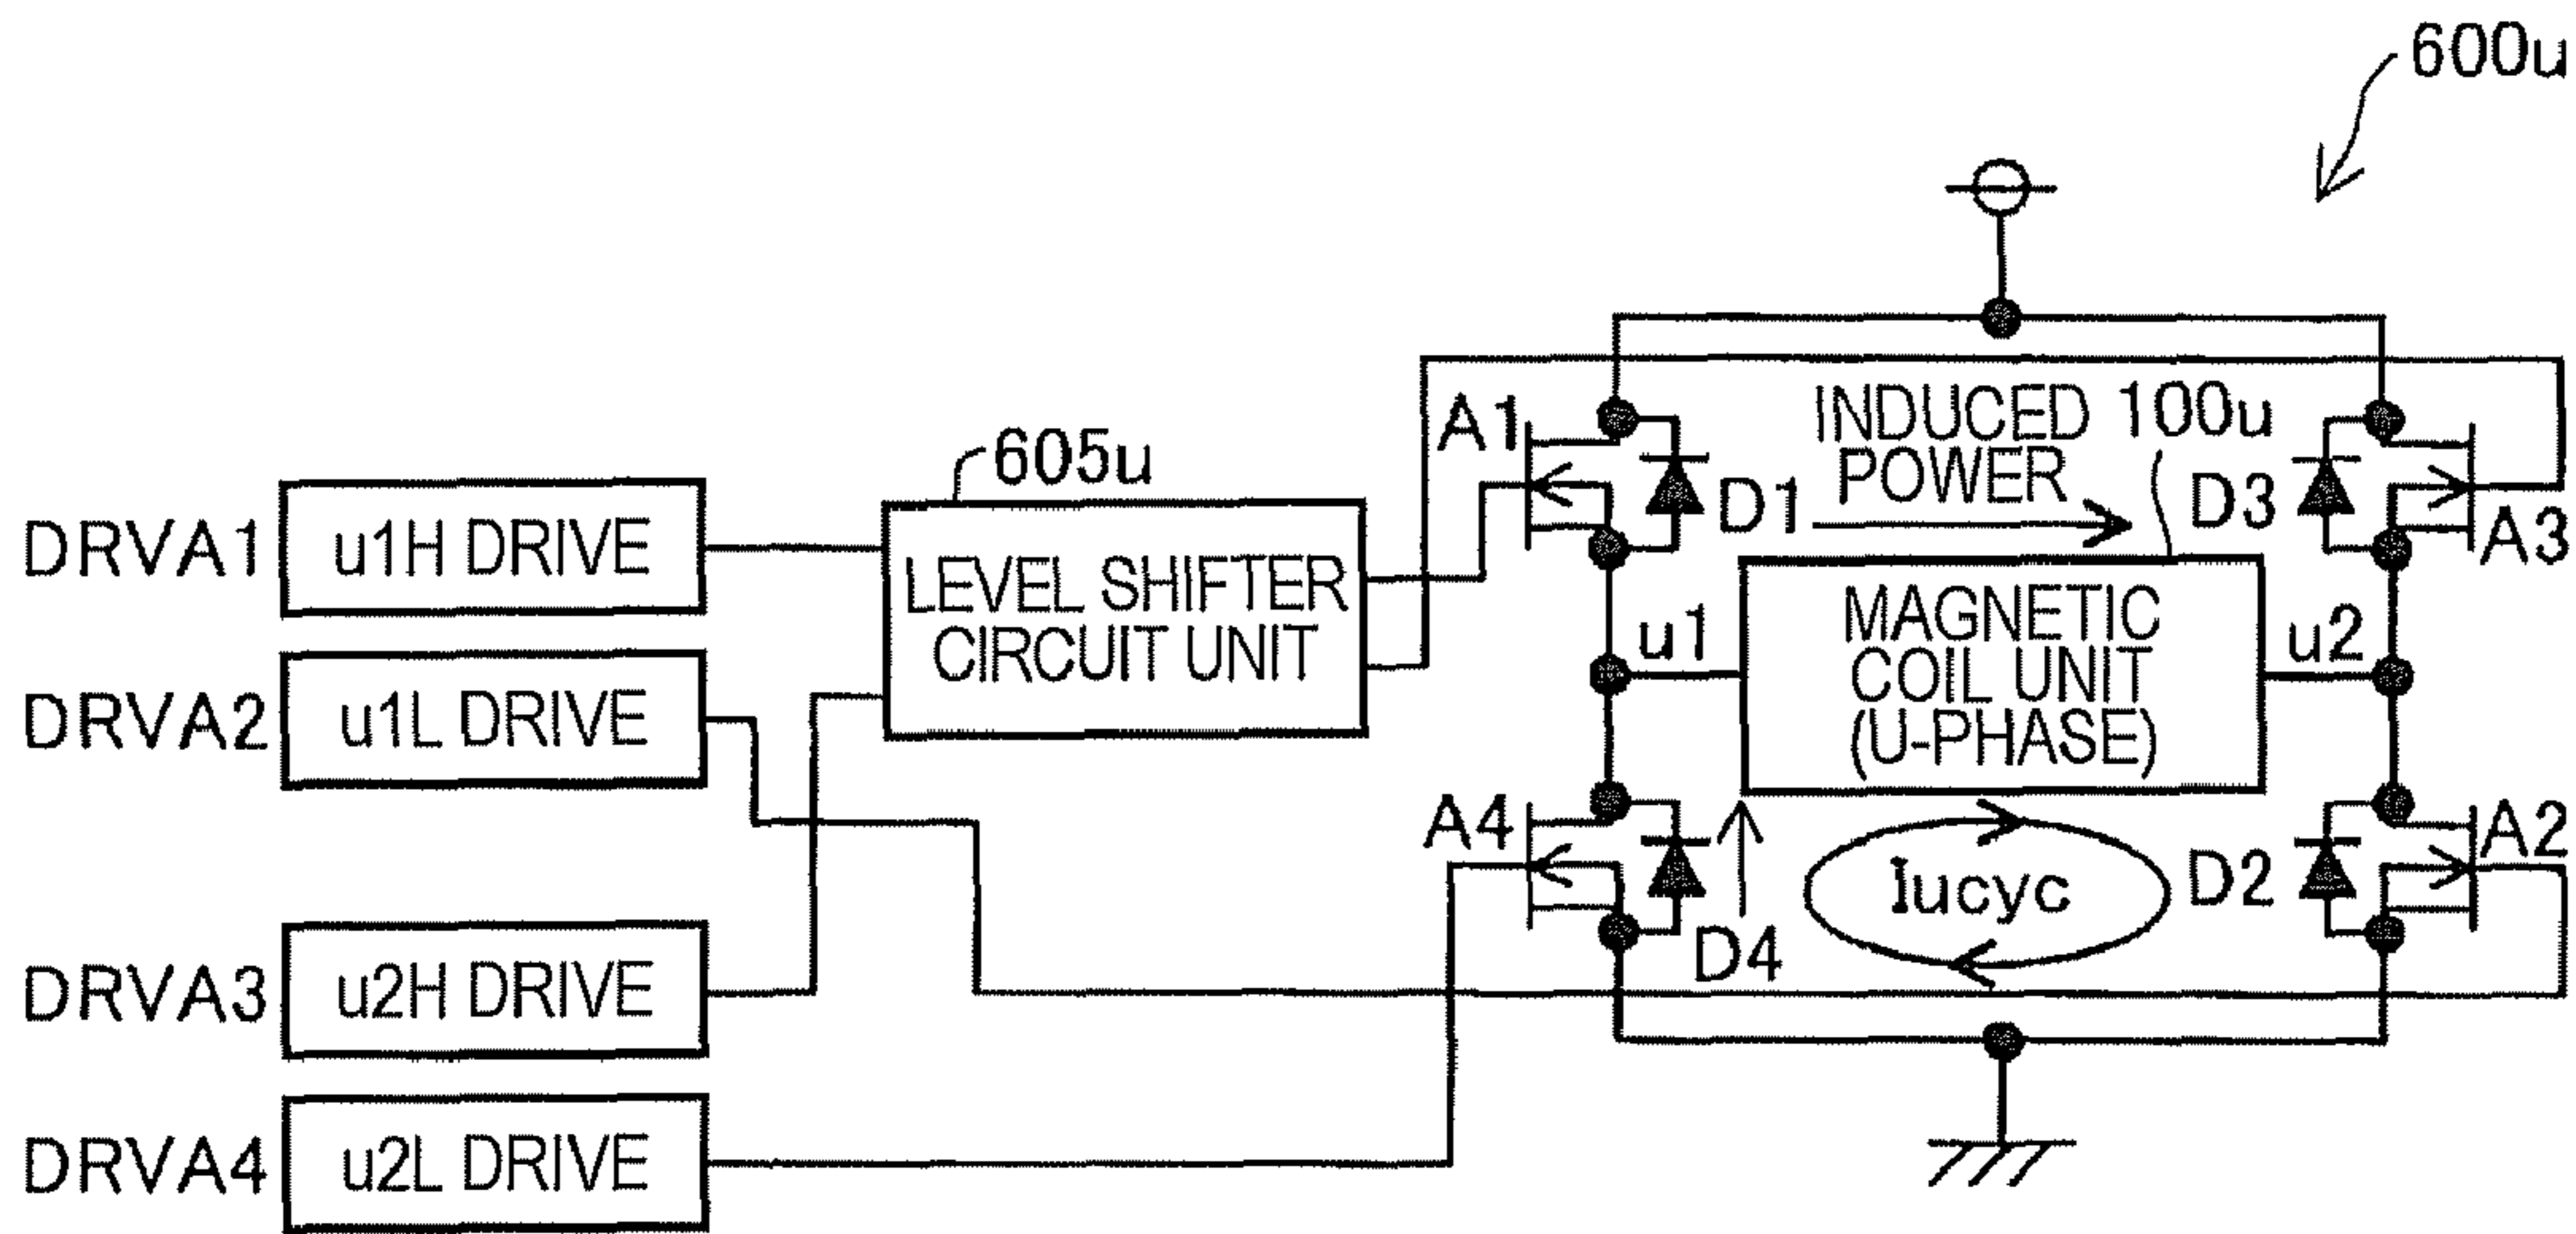 600u
A1
INDUCED
POWER
100u
605u
D1
D3
A3
DRVA1
u1H DRIVE
LEVEL SHIFTER
CIRCUIT UNIT
u1
MAGNETIC
COIL UNIT
(U-PHASE)
u2
DRVA2
u1L DRIVE
A4
D4
Iucyc
D2
A2
DRVA3
u2H DRIVE
DRVA4
u2L DRIVE